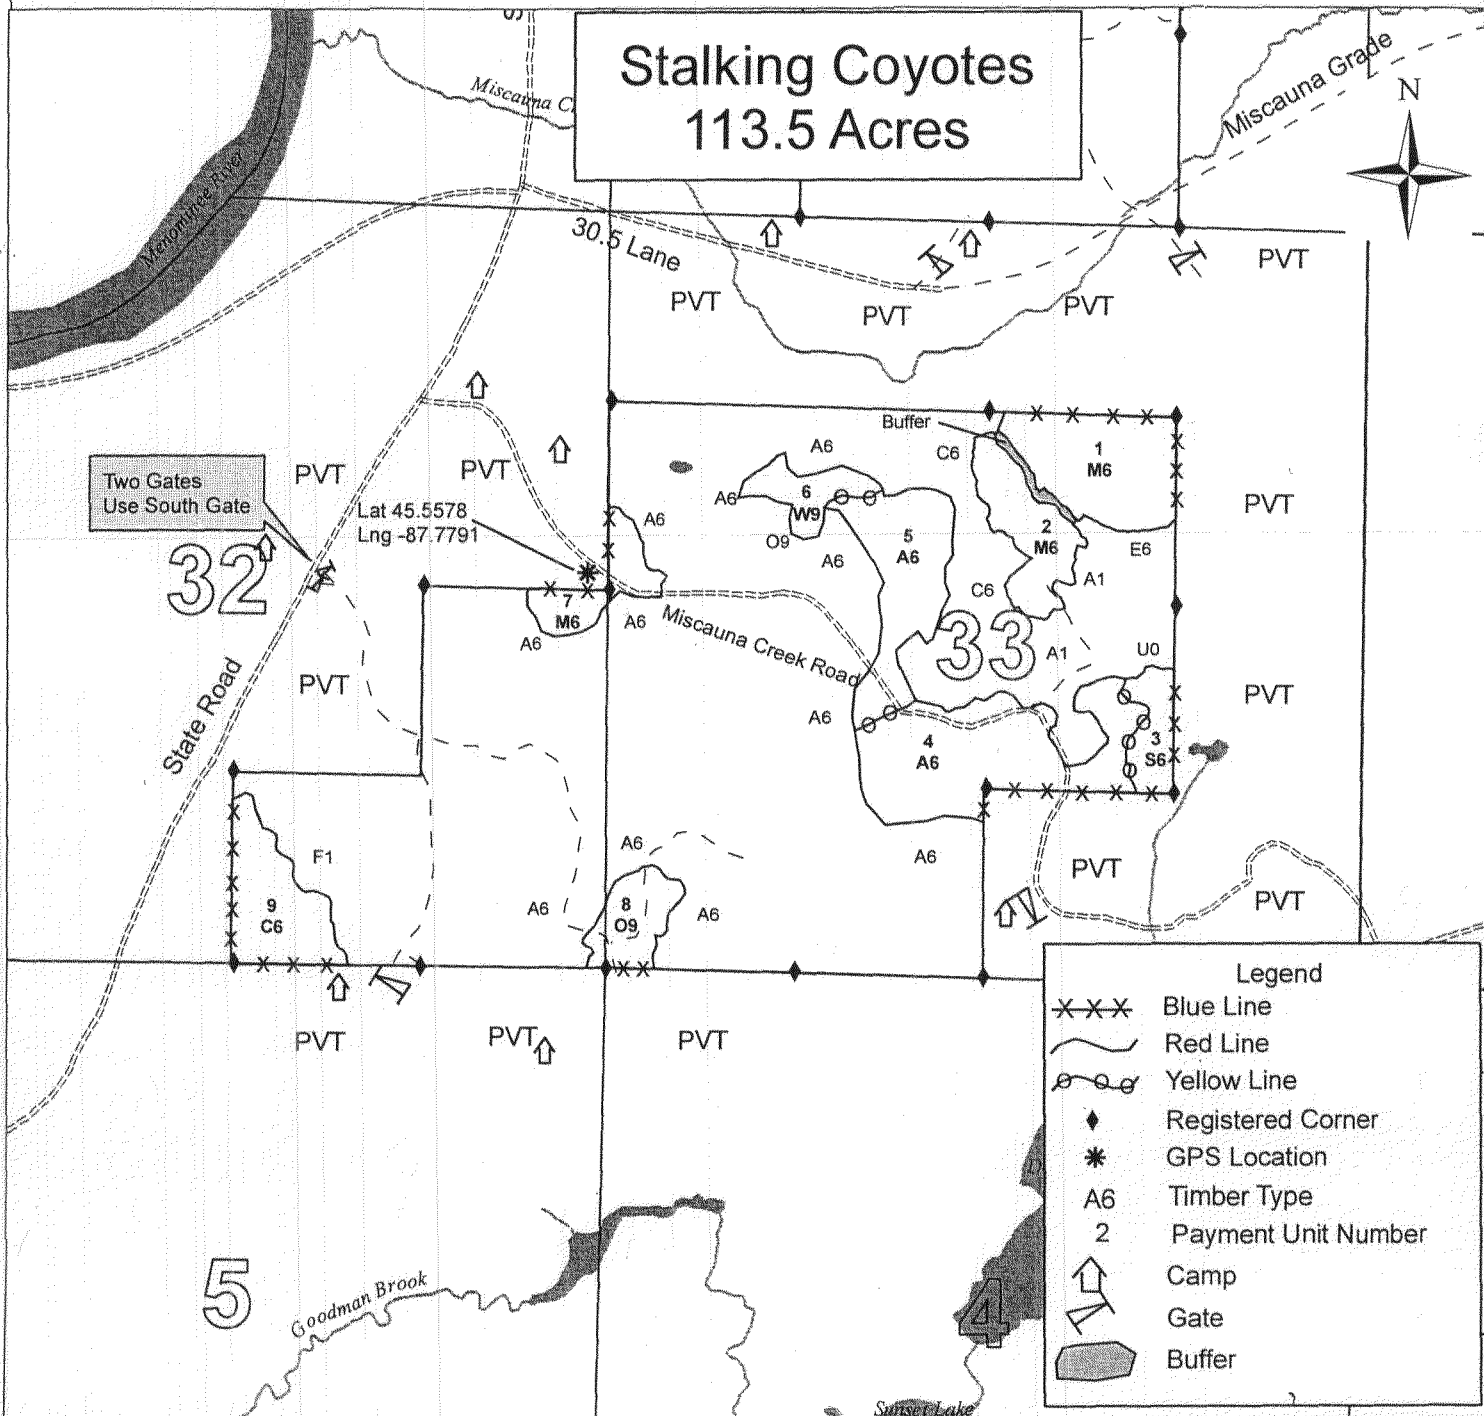 S
Stalking Coyotes
113.5 Acres
Miscauna C
Miscauna Grade
N
Menominee River
30.5 Lane
PVT
PVT
PVT
PVT
Two Gates
Use South Gate
PVT
PVT
Lat 45.5578
Lng -87.7791
32
Buffer
A6
C6
1
M6
A6
6
W9
A6
O9
A6
5
A6
2
M6
E6
PVT
C6
A1
7
M6
A6
A6
Miscauna Creek Road
33
A1
U0
PVT
State Road
PVT
A6
4
A6
3
S6
A6
F1
A6
PVT
9
C6
A6
8
O9
A6
PVT
PVT
PVT
PVT
Legend
Blue Line
Red Line
Yellow Line
Registered Corner
GPS Location
A6 Timber Type
2 Payment Unit Number
Camp
Gate
Buffer
5
Goodman Brook
4
Sunset Lake